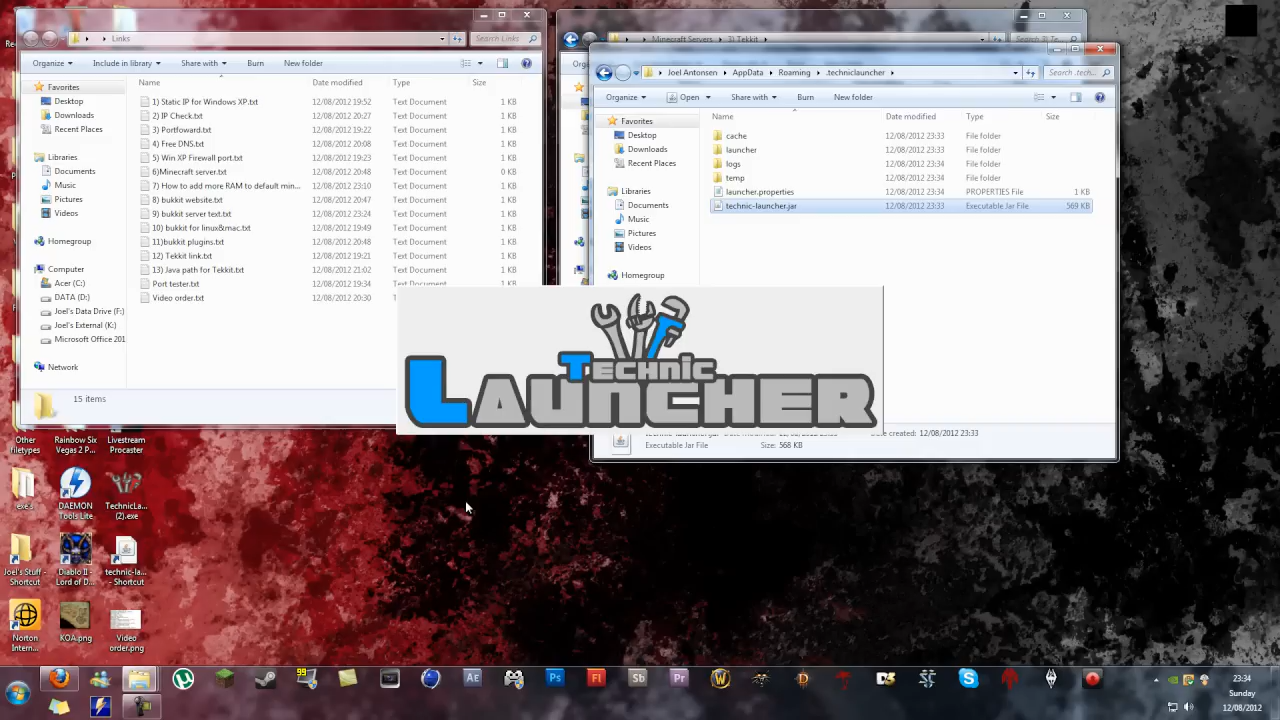 Links
Search Links
Organize
Include in library
Share with
Burn
New folder
Name
Date modified
Type
Size
Favorites
Desktop
Downloads
Recent Places
Libraries
Documents
Music
Pictures
Videos
Homegroup
Computer
Acer (C:)
DATA (D:)
Joel's Data Drive (F:)
Joel's External (K:)
Microsoft Office 201
Network
1) Static IP for Windows XP.txt
12/08/2012 19:02
Text Document
1 KB
2) IP Check.txt
12/08/2012 20:27
Text Document
1 KB
3) Portfoward.txt
12/08/2012 19:22
Text Document
1 KB
4) Free DNS.txt
12/08/2012 20:08
Text Document
1 KB
5) Win XP Firewall port.txt
12/08/2012 19:23
Text Document
1 KB
6)Minecraft server.txt
12/08/2012 20:48
Text Document
0 KB
7) How to add more RAM to default min...
12/08/2012 23:10
Text Document
1 KB
8) bukkit website.txt
12/08/2012 20:47
Text Document
1 KB
9) bukkit server text.txt
Text Document
1 KB
10) bukkit for linux&mac.txt
12/08/2012 19:49
Text Document
1 KB
11)bukkit plugins.txt
12/08/2012 20:48
Text Document
1 KB
12) Tekkit link.txt
12/08/2012 19:21
Text Document
1 KB
13) Java path for Tekkit.txt
12/08/2012 21:02
Text Document
1 KB
Port tester.txt
12/08/2012 19:34
Text Document
1 KB
Video order.txt
12/08/2012 20:30
15 items
Minecraft Servers
3) Tekkit
Search 3) Te...
Joel Antonsen
AppData
Roaming
.techniclauncher
Search .tech...
Organize
Open
Share with
Burn
New folder
Name
Date modified
Type
Size
Favorites
Desktop
Downloads
Recent Places
Libraries
Documents
Music
Pictures
Videos
Homegroup
cache
12/08/2012 23:33
File folder
launcher
12/08/2012 23:33
File folder
logs
12/08/2012 23:34
File folder
temp
12/08/2012 23:34
File folder
launcher.properties
12/08/2012 23:34
PROPERTIES File
1 KB
technic-launcher.jar
12/08/2012 23:33
Executable Jar File
569 KB
Date created: 12/08/2012 23:33
Executable Jar File
Size: 568 KB
Technic
Launcher
Other filetypes
Rainbow Six Vegas 2 P...
Livestream Procaster
exe's
DAEMON Tools Lite
TechnicLa... (2).exe
Joel's Stuff - Shortcut
Diablo II - Lord of D...
technic-la... - Shortcut
Norton Intern...
KOA.png
Video order.png
99
Ae
Ps
Fl
Sb
Pr
23:34
Sunday
12/08/2012